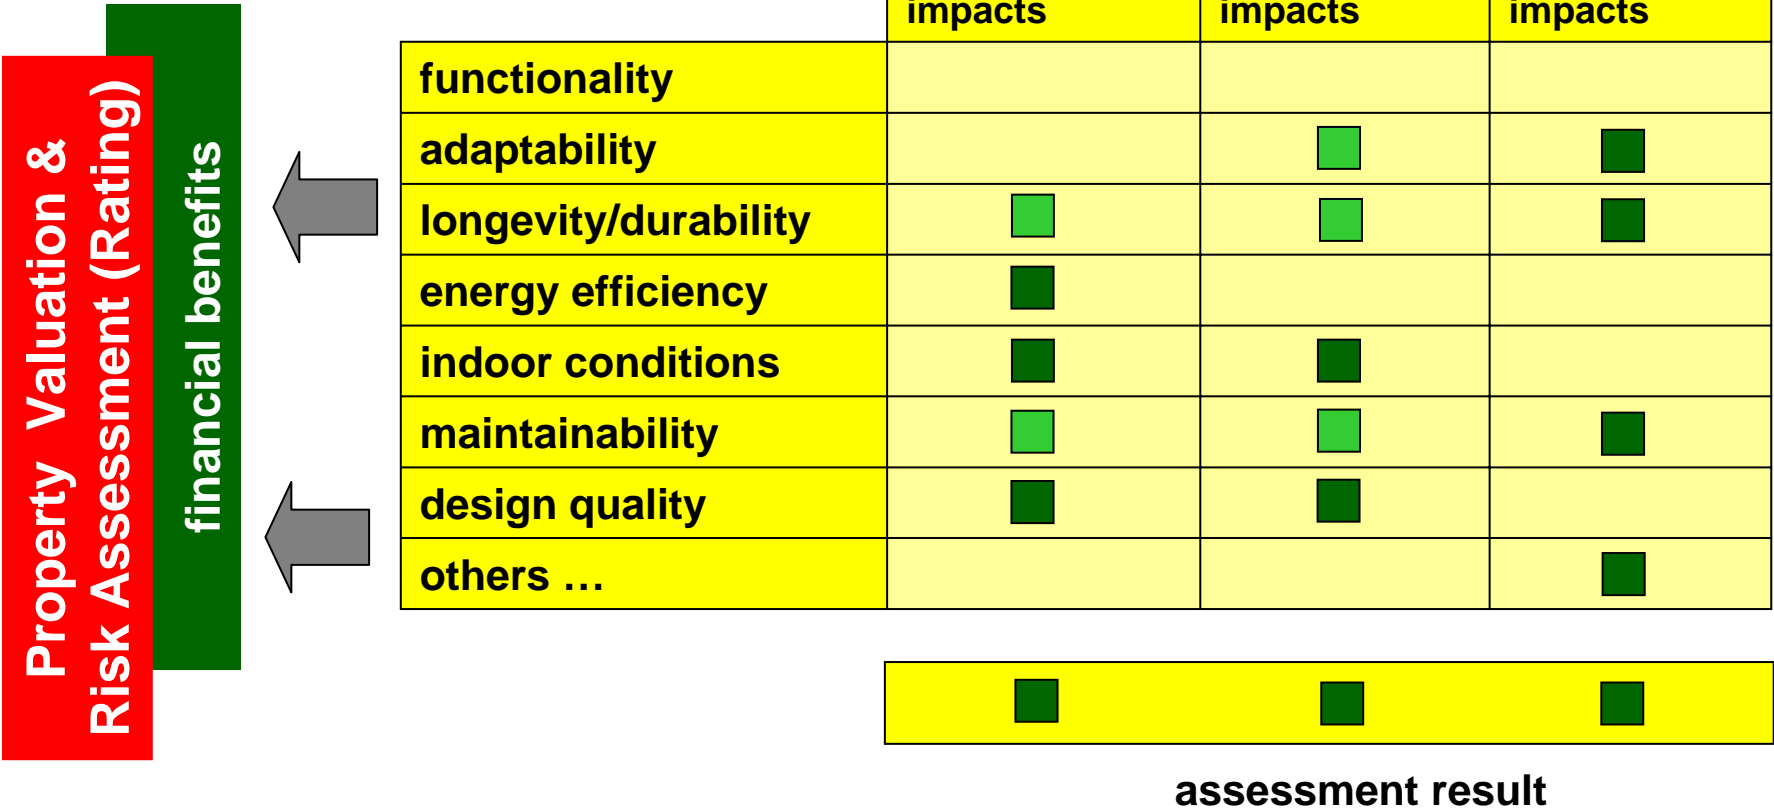 impacts impacts impacts
functionality
adaptability
longevity/durability
energy efficiency
indoor conditions
maintainability
design quality
others …
Property Valuation &
Risk Assessment (Rating)
financial benefits
assessment result